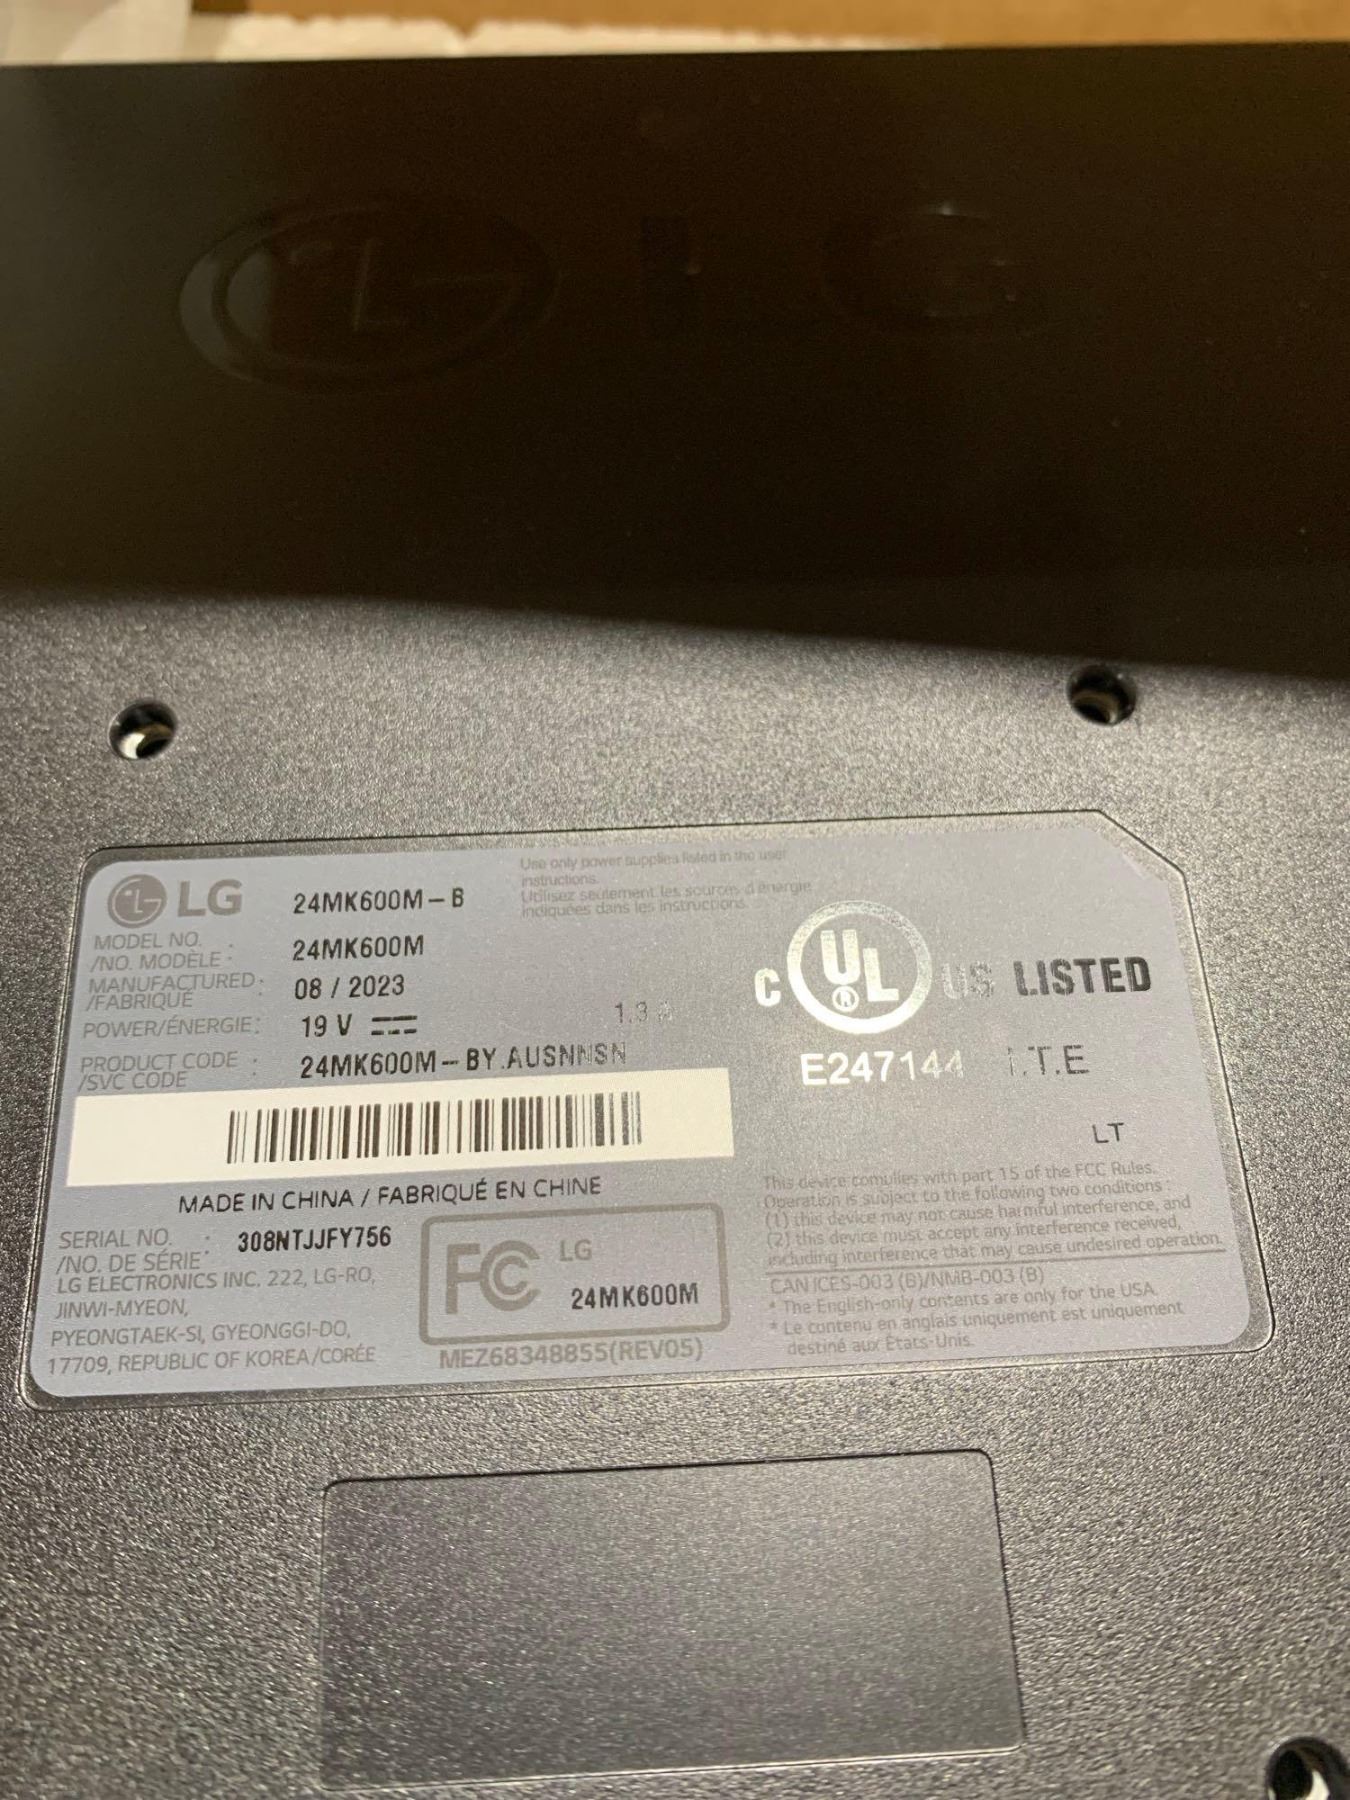 LG
LG 24MK600M-B
Use only power supplies listed in the user
instructions.
Utilisez seulement les sources d'énergie
indiquées dans les instructions.
MODEL NO. :
/NO. MODÈLE : 24MK600M
MANUFACTURED :
/FABRIQUÉ 08 / 2023
POWER/ÉNERGIE: 19 V ⎓ 1.3 A
PRODUCT CODE :
/SVC CODE 24MK600M-BY.AUSNNSN
MADE IN CHINA / FABRIQUÉ EN CHINE
SERIAL NO. : 308NTJJFY756
/NO. DE SÉRIE
LG ELECTRONICS INC. 222, LG-RO,
JINWI-MYEON,
PYEONGTAEK-SI, GYEONGGI-DO,
17709, REPUBLIC OF KOREA/CORÉE
FC LG
24MK600M
MEZ68348855(REV05)
C UL ® US LISTED
E247144 I.T.E
LT
This device complies with part 15 of the FCC Rules.
Operation is subject to the following two conditions :
(1) this device may not cause harmful interference, and
(2) this device must accept any interference received,
including interference that may cause undesired operation.
CAN ICES-003 (B)/NMB-003 (B)
* The English-only contents are only for the USA.
* Le contenu en anglais uniquement est uniquement
destiné aux États-Unis.